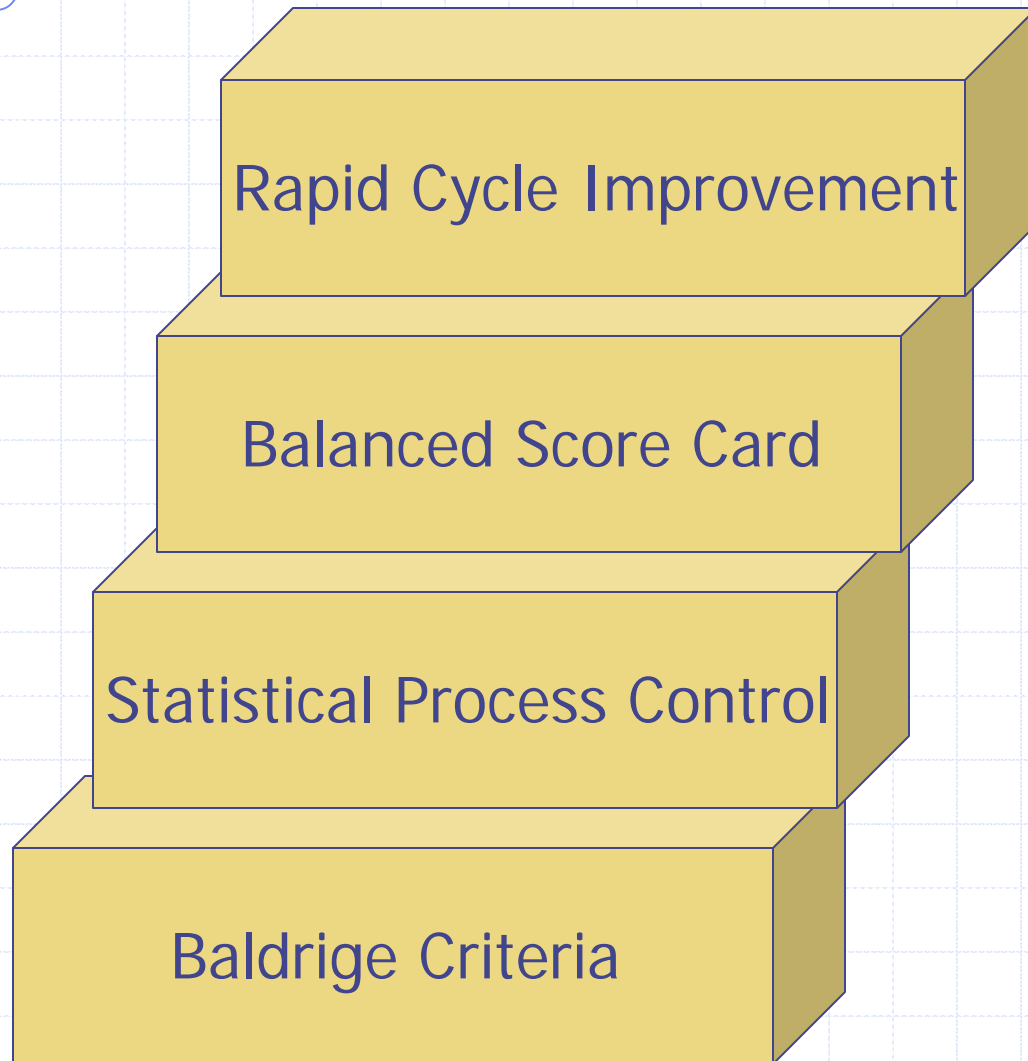 Rapid Cycle Improvement
Balanced Score Card
Statistical Process Control
Baldrige Criteria